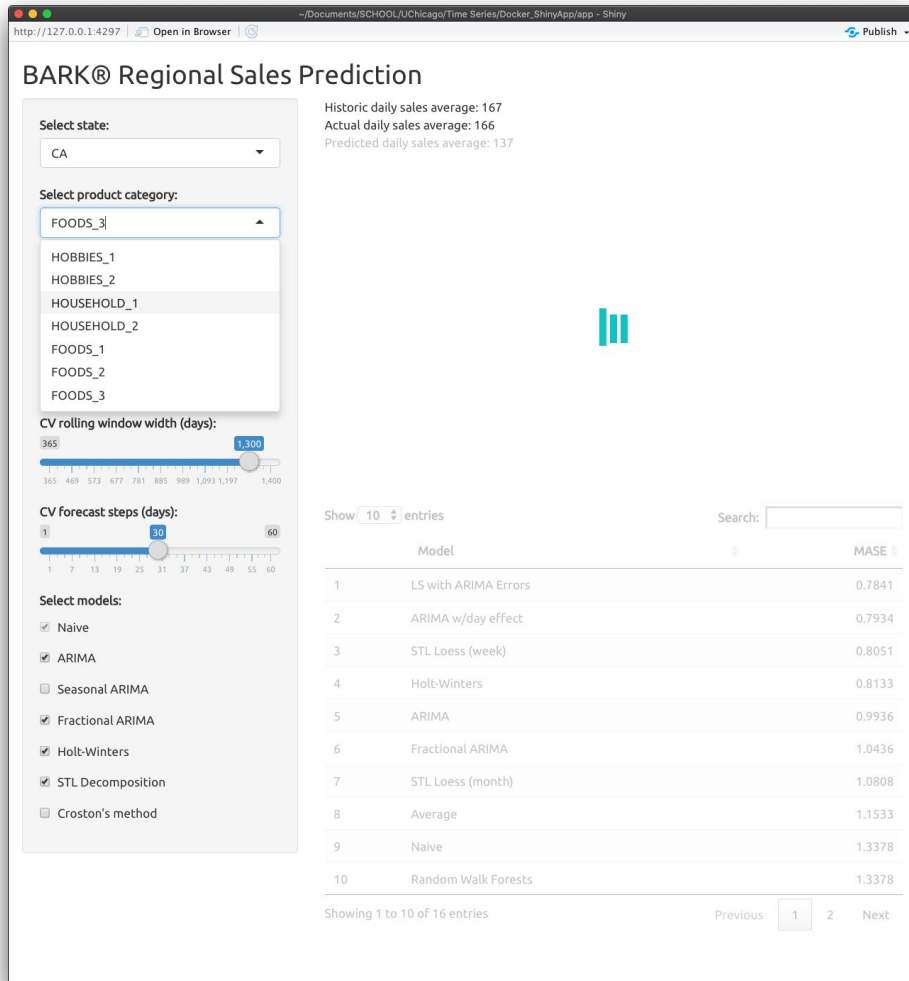 ~/Documents/SCHOOL/UChicago/Time Series/Docker_ShinyApp/app - Shiny
http://127.0.0.1:4297 Open in Browser Publish
BARK® Regional Sales Prediction
Select state:
CA
Select product category:
FOODS_3
HOBBIES_1
HOBBIES_2
HOUSEHOLD_1
HOUSEHOLD_2
FOODS_1
FOODS_2
FOODS_3
CV rolling window width (days):
365 1,300
365 469 573 677 781 885 989 1,093 1,197 1,400
CV forecast steps (days):
1 30 60
1 7 13 19 25 31 37 43 49 55 60
Select models:
Naive
ARIMA
Seasonal ARIMA
Fractional ARIMA
Holt-Winters
STL Decomposition
Croston's method
Historic daily sales average: 167
Actual daily sales average: 166
Predicted daily sales average: 137
Show 10 entries Search:
Model MASE
1 LS with ARIMA Errors 0.7841
2 ARIMA w/day effect 0.7934
3 STL Loess (week) 0.8051
4 Holt-Winters 0.8133
5 ARIMA 0.9936
6 Fractional ARIMA 1.0436
7 STL Loess (month) 1.0808
8 Average 1.1533
9 Naive 1.3378
10 Random Walk Forests 1.3378
Showing 1 to 10 of 16 entries Previous 1 2 Next